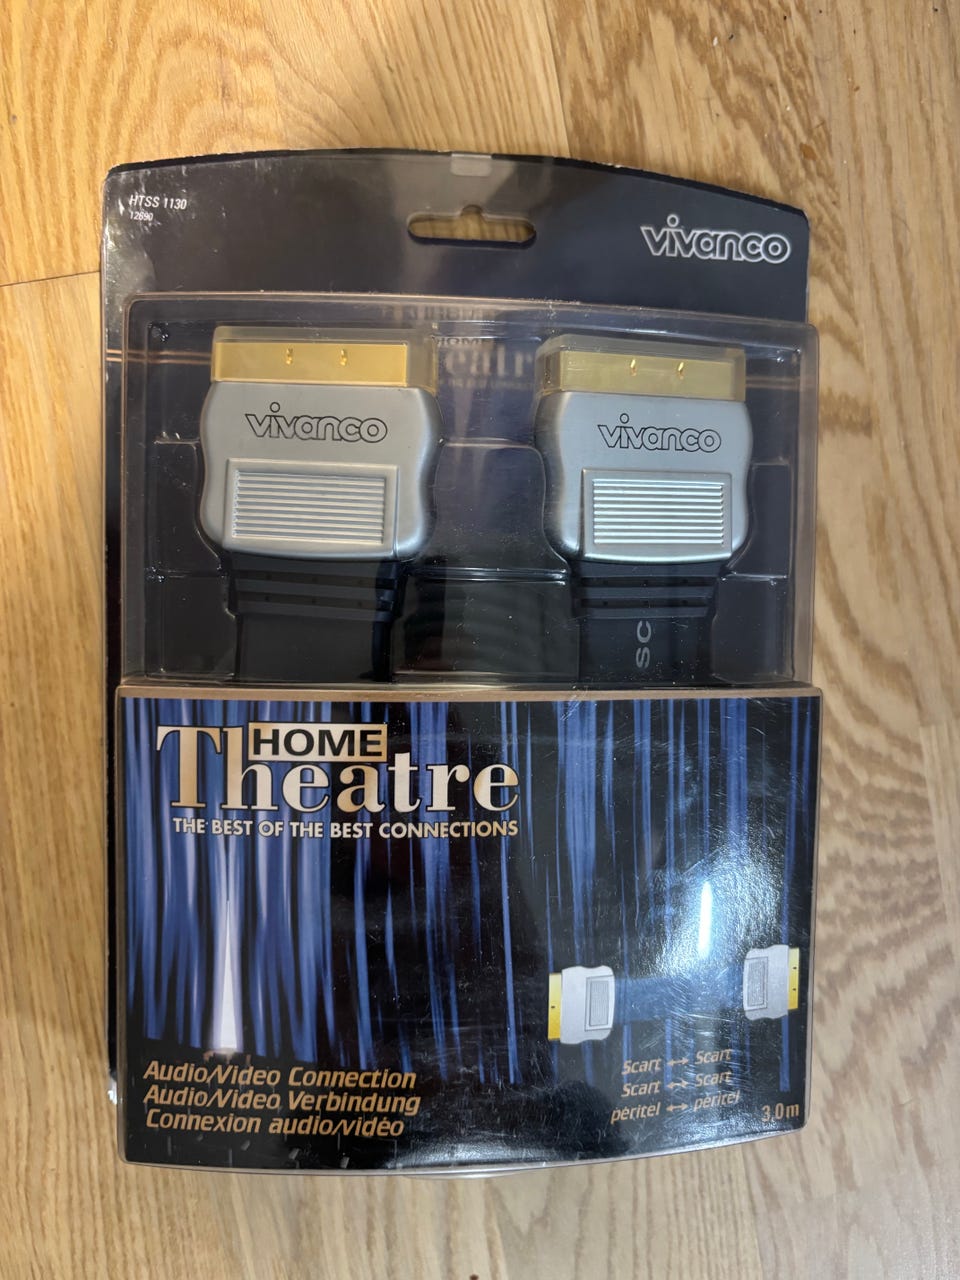 HTSS 1130
12690
vivanco
vivanco
vivanco
SC
HOME
Theatre
THE BEST OF THE BEST CONNECTIONS
Audio/Video Connection
Audio/Video Verbindung
Connexion audio/vidéo
Scart ↔ Scart
Scart ↔ Scart
péritel ↔ péritel
3,0m